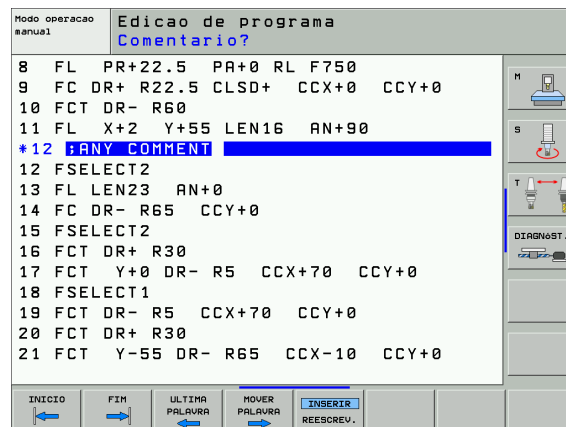 Modo operacao
manual
Edicao de programa
Comentario?
8 FL PR+22.5 PA+0 RL F750
9 FC DR+ R22.5 CLSD+ CCX+0 CCY+0
10 FCT DR- R60
11 FL X+2 Y+55 LEN16 AN+90
*12 ;ANY COMMENT
12 FSELECT2
13 FL LEN23 AN+0
14 FC DR- R65 CCY+0
15 FSELECT2
16 FCT DR+ R30
17 FCT Y+0 DR- R5 CCX+70 CCY+0
18 FSELECT1
19 FCT DR- R5 CCX+70 CCY+0
20 FCT DR+ R30
21 FCT Y-55 DR- R65 CCX-10 CCY+0
M
S
T
DIAGNóST.
INICIO
FIM
ULTIMA
PALAVRA
MOVER
PALAVRA
INSERIR
REESCREV.